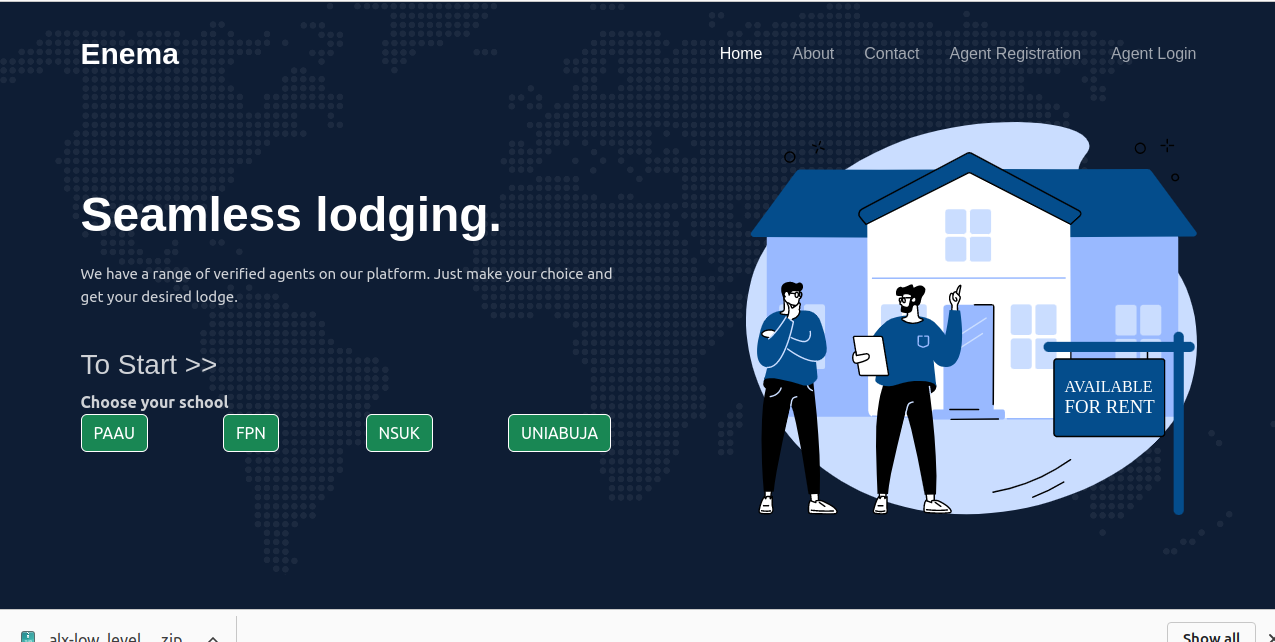 Enema
Home About Contact Agent Registration Agent Login
Seamless lodging.
We have a range of verified agents on our platform. Just make your choice and
get your desired lodge.
To Start >>
Choose your school
PAAU FPN NSUK UNIABUJA
AVAILABLE
FOR RENT
alx-low_level_....zip
Show all